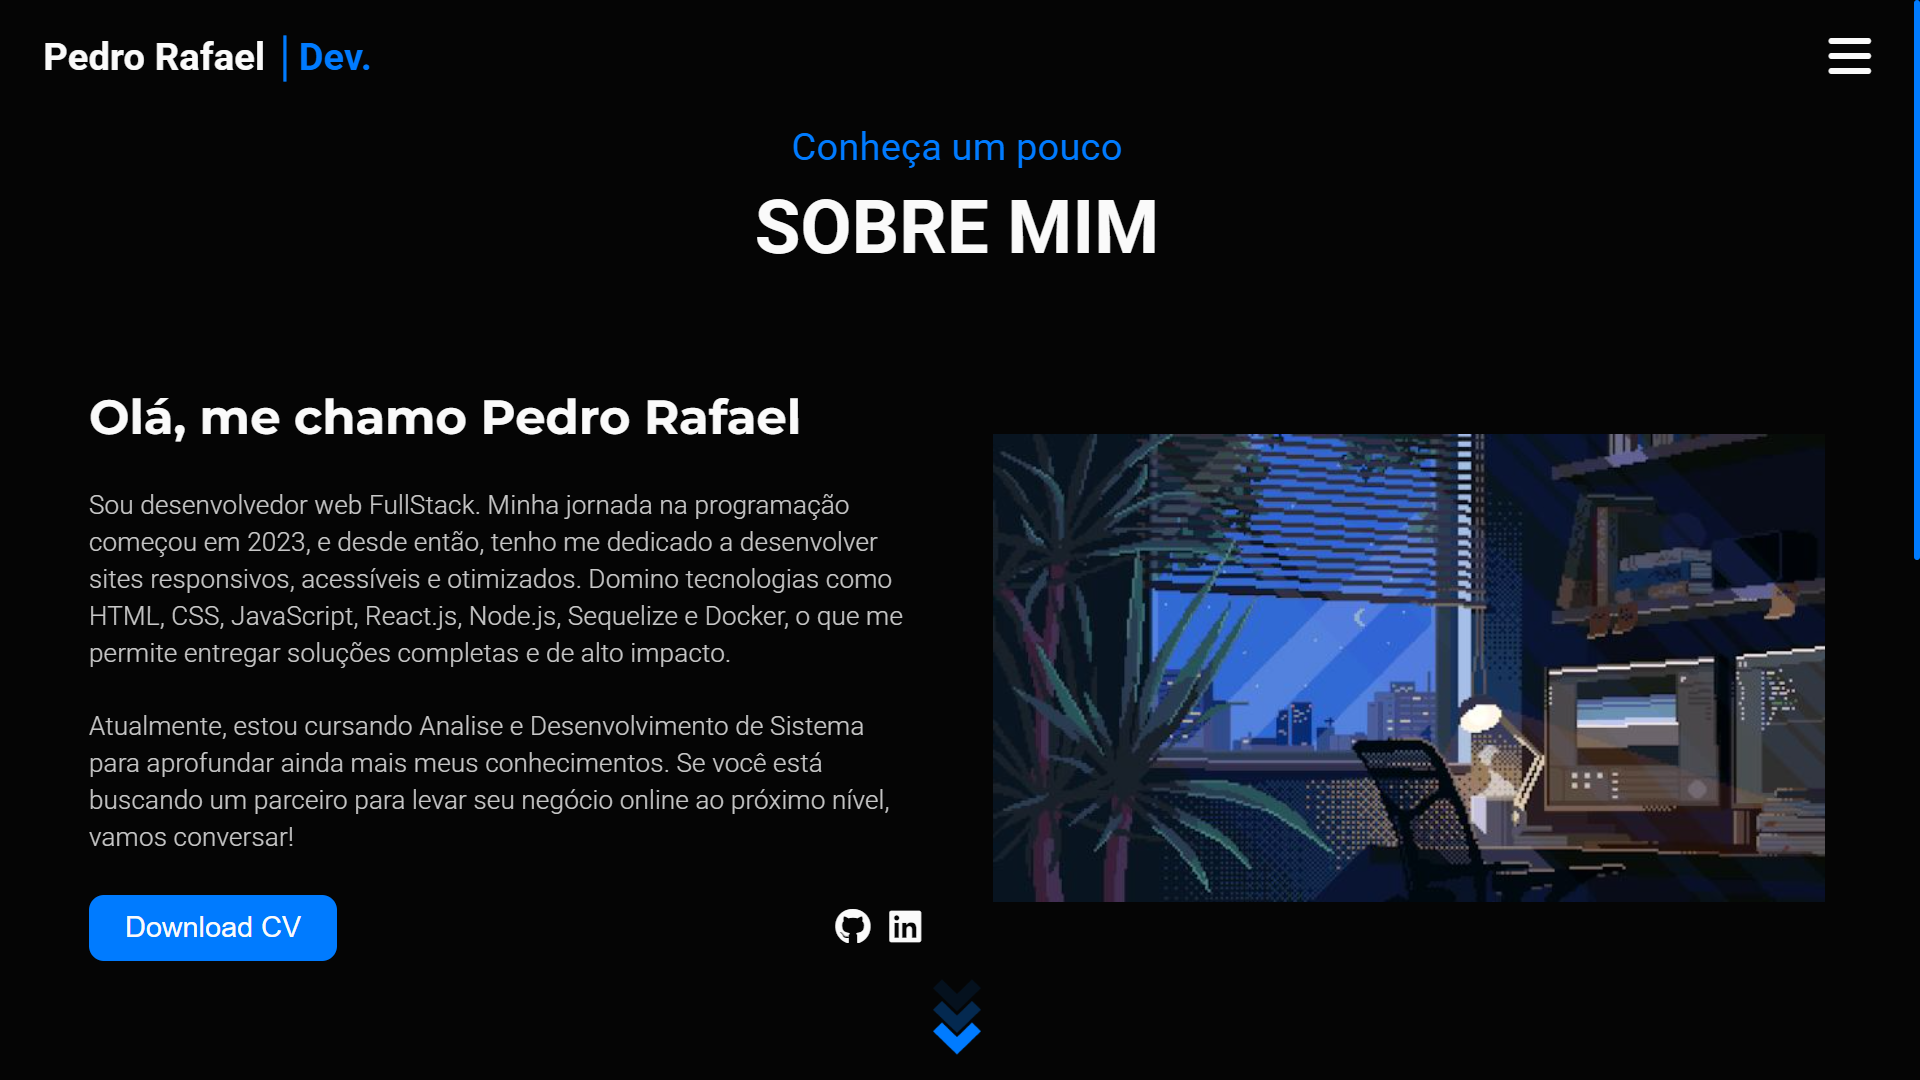 Pedro Rafael | Dev.
Conheça um pouco
SOBRE MIM
Olá, me chamo Pedro Rafael
Sou desenvolvedor web FullStack. Minha jornada na programação
começou em 2023, e desde então, tenho me dedicado a desenvolver
sites responsivos, acessíveis e otimizados. Domino tecnologias como
HTML, CSS, JavaScript, React.js, Node.js, Sequelize e Docker, o que me
permite entregar soluções completas e de alto impacto.
Atualmente, estou cursando Analise e Desenvolvimento de Sistema
para aprofundar ainda mais meus conhecimentos. Se você está
buscando um parceiro para levar seu negócio online ao próximo nível,
vamos conversar!
Download CV
in